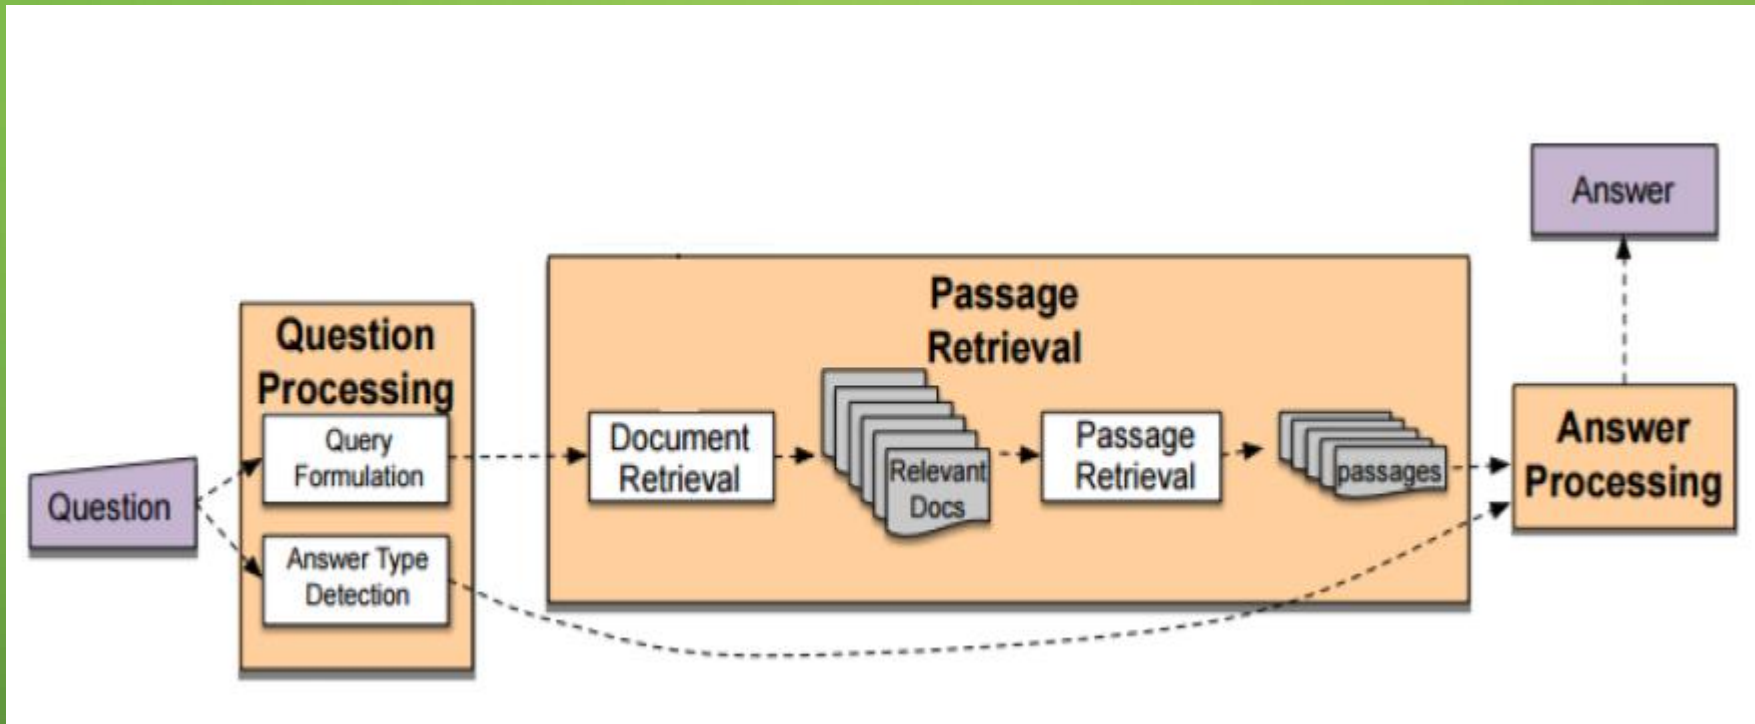 Question
Question
Processing
Query
Formulation
Answer Type
Detection
Passage
Retrieval
Document
Retrieval
Relevant
Docs
Passage
Retrieval
passages
Answer
Processing
Answer